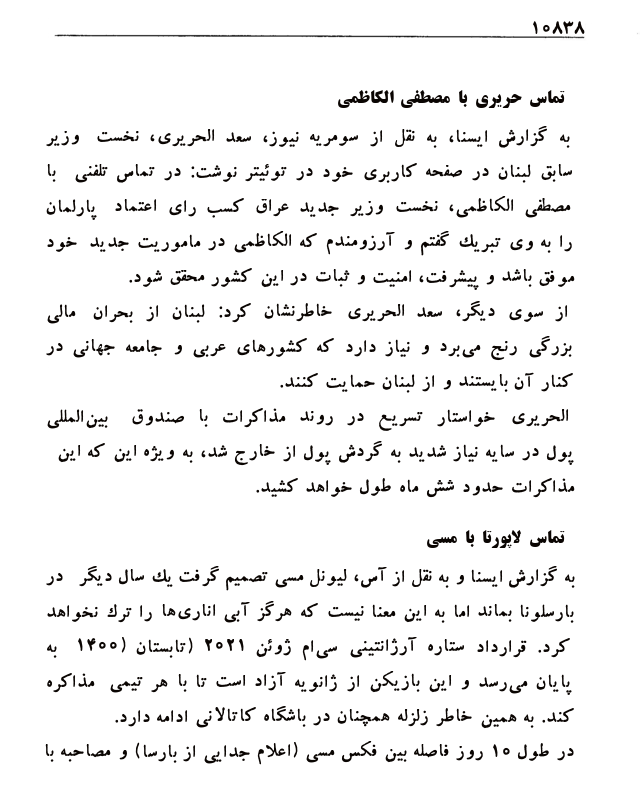 ۱۰۸۳۸
تماس حریری با مصطفی الکاظمی
به گزارش ایسنا، به نقل از سومریه نیوز، سعد الحریری، نخست وزیر
سابق لبنان در صفحه کاربری خود در توئیتر نوشت: در تماس تلفنی با
مصطفی الکاظمی، نخست وزیر جدید عراق کسب رای اعتماد پارلمان
را به وی تبریك گفتم و آرزومندم که الکاظمی در ماموریت جدید خود
موفق باشد و پیشرفت، امنیت و ثبات در این کشور محقق شود.
از سوی دیگر، سعد الحریری خاطرنشان کرد: لبنان از بحران مالی
بزرگی رنج می‌برد و نیاز دارد که کشورهای عربی و جامعه جهانی در
کنار آن بایستند و از لبنان حمایت کنند.
الحریری خواستار تسریع در روند مذاکرات با صندوق بین‌المللی
پول در سایه نیاز شدید به گردش پول از خارج شد، به ویژه این که این
مذاکرات حدود شش ماه طول خواهد کشید.
تماس لاپورتا با مسی
به گزارش ایسنا و به نقل از آس، لیونل مسی تصمیم گرفت یك سال دیگر در
بارسلونا بماند اما به این معنا نیست که هرگز آبی اناری‌ها را ترك نخواهد
کرد. قرارداد ستاره آرژانتینی سی‌ام ژوئن ۲۰۲۱ (تابستان (۱۴۰۰ به
پایان می‌رسد و این بازیکن از ژانویه آزاد است تا با هر تیمی مذاکره
کند. به همین خاطر زلزله همچنان در باشگاه کاتالانی ادامه دارد.
در طول ۱۵ روز فاصله بین فکس مسی (اعلام جدایی از بارسا) و مصاحبه با